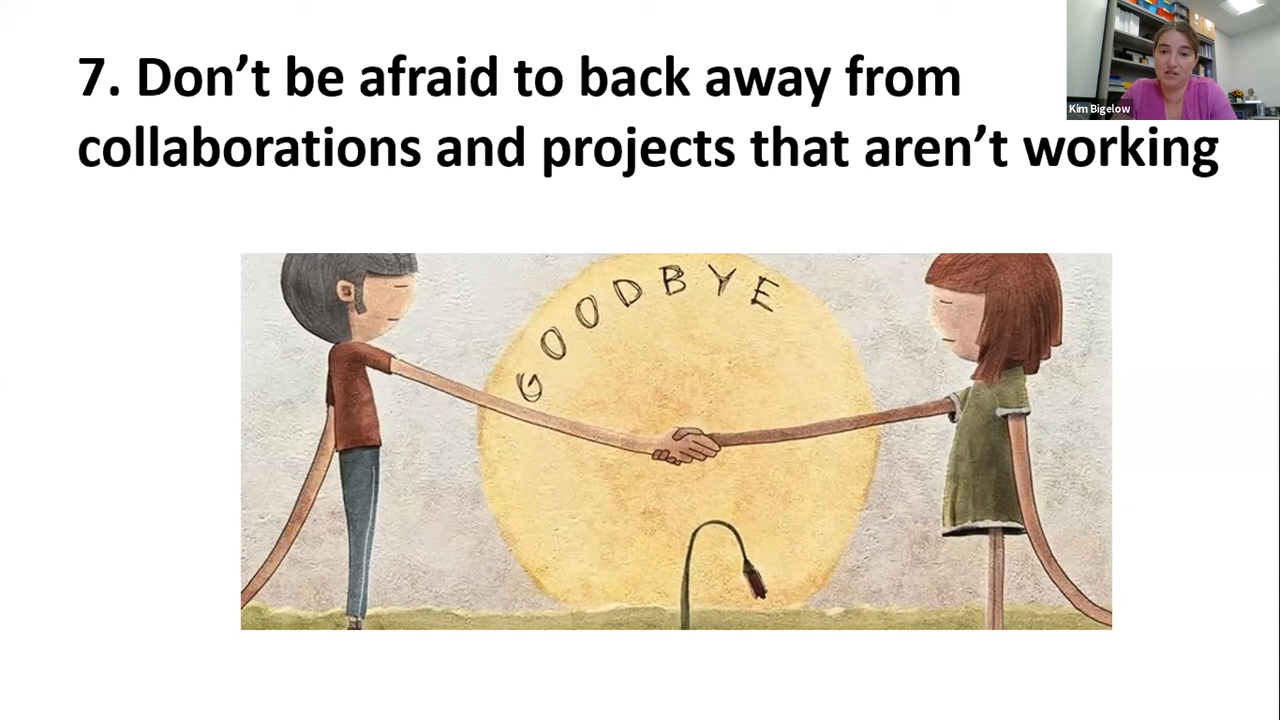 7. Don’t be afraid to back away from
collaborations and projects that aren’t working
Kim Bigelow
GOODBYE